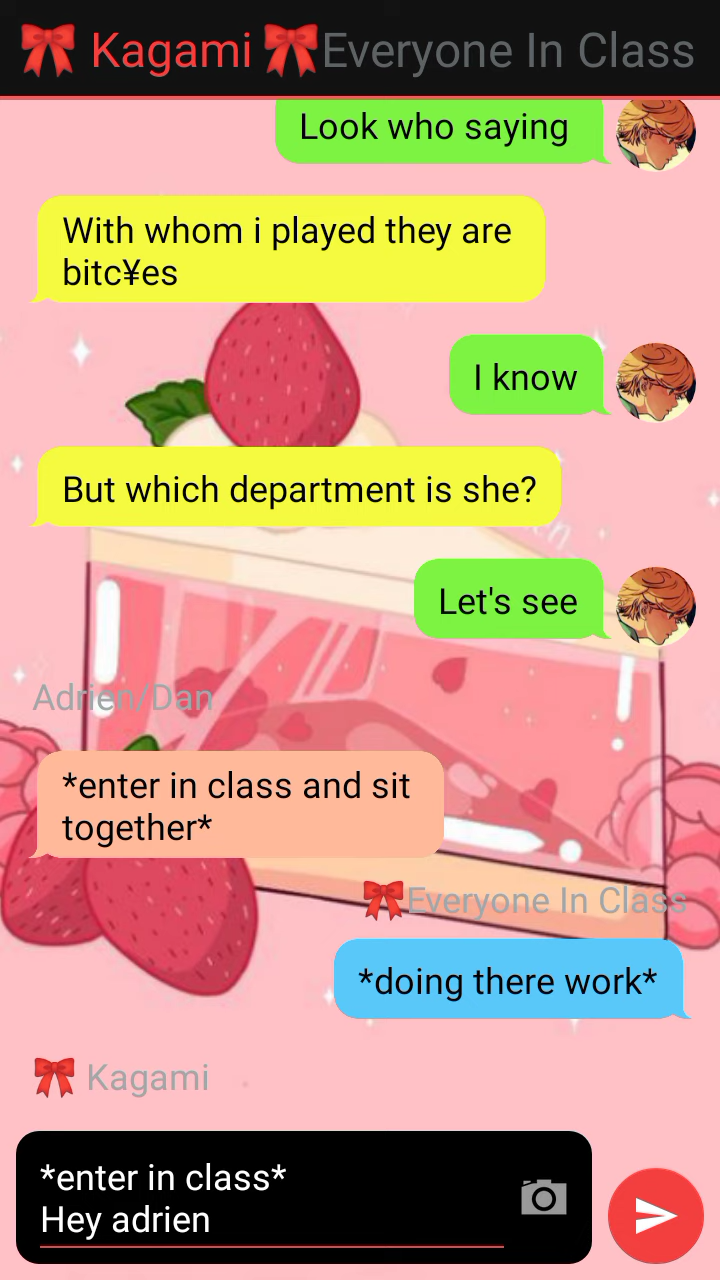 🎀 Kagami 🎀Everyone In Class
Look who saying
With whom i played they are
bitc¥es
I know
But which department is she?
Let's see
Adrien/Dan
*enter in class and sit
together*
🎀Everyone In Class
*doing there work*
🎀 Kagami
*enter in class*
Hey adrien